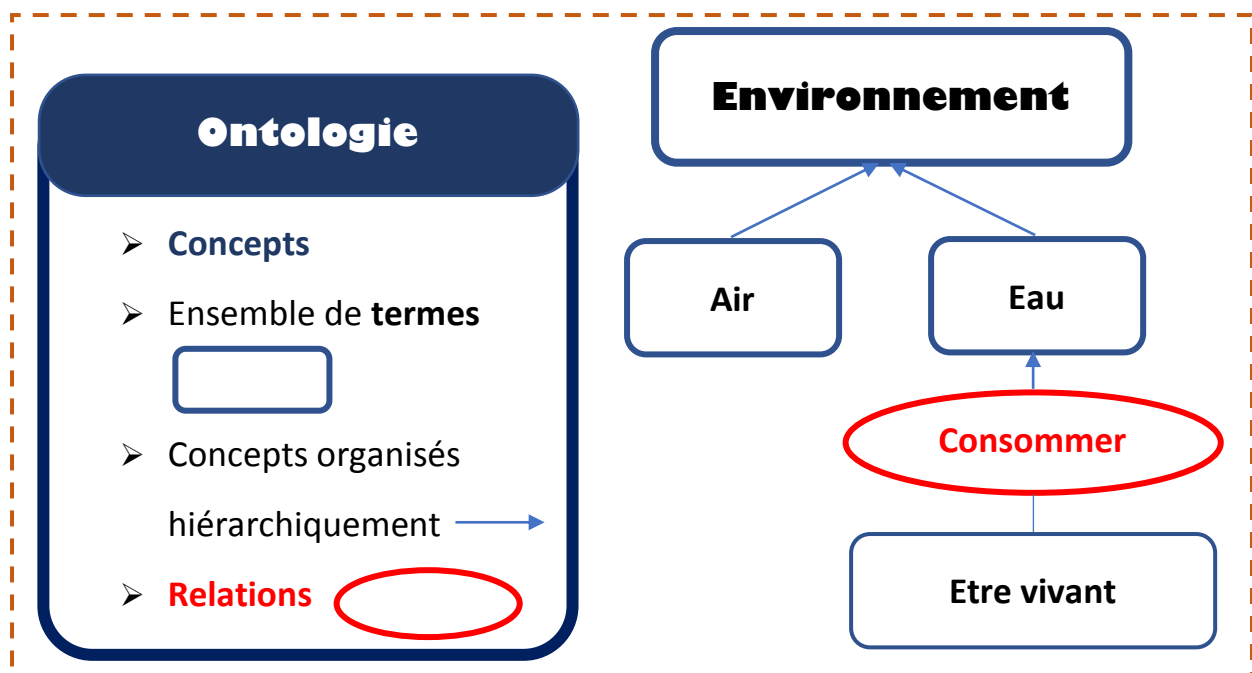 Ontologie
➢ Concepts
➢ Ensemble de termes
➢ Concepts organisés
hiérarchiquement
➢ Relations
Environnement
Air
Eau
Consommer
Etre vivant